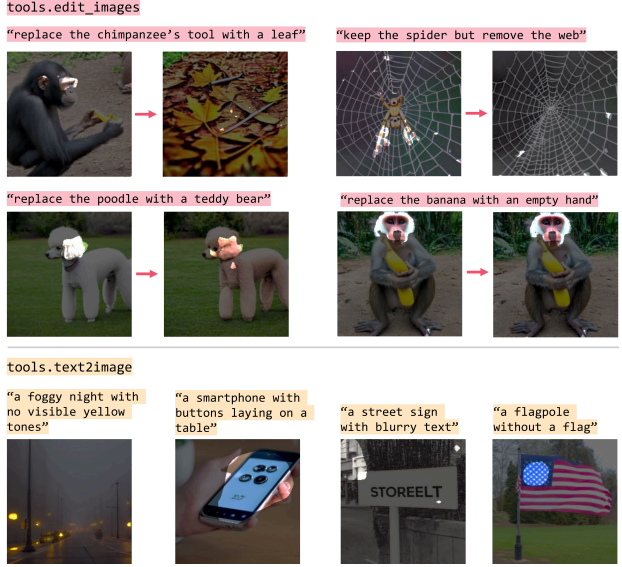 tools.edit_images
“replace the chimpanzee’s tool with a leaf”
“keep the spider but remove the web”
“replace the poodle with a teddy bear”
“replace the banana with an empty hand”
tools.text2image
“a foggy night with
no visible yellow
tones”
“a smartphone with
buttons laying on a
table”
“a street sign
with blurry text”
“a flagpole
without a flag”
STOREELT